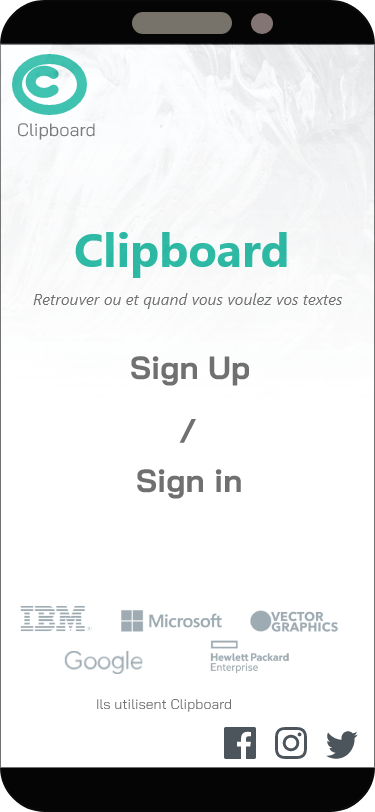 Clipboard
Clipboard
Retrouver ou et quand vous voulez vos textes
Sign Up
/
Sign in
IBM
Microsoft
VECTOR
GRAPHICS
Google
Hewlett Packard
Enterprise
Ils utilisent Clipboard